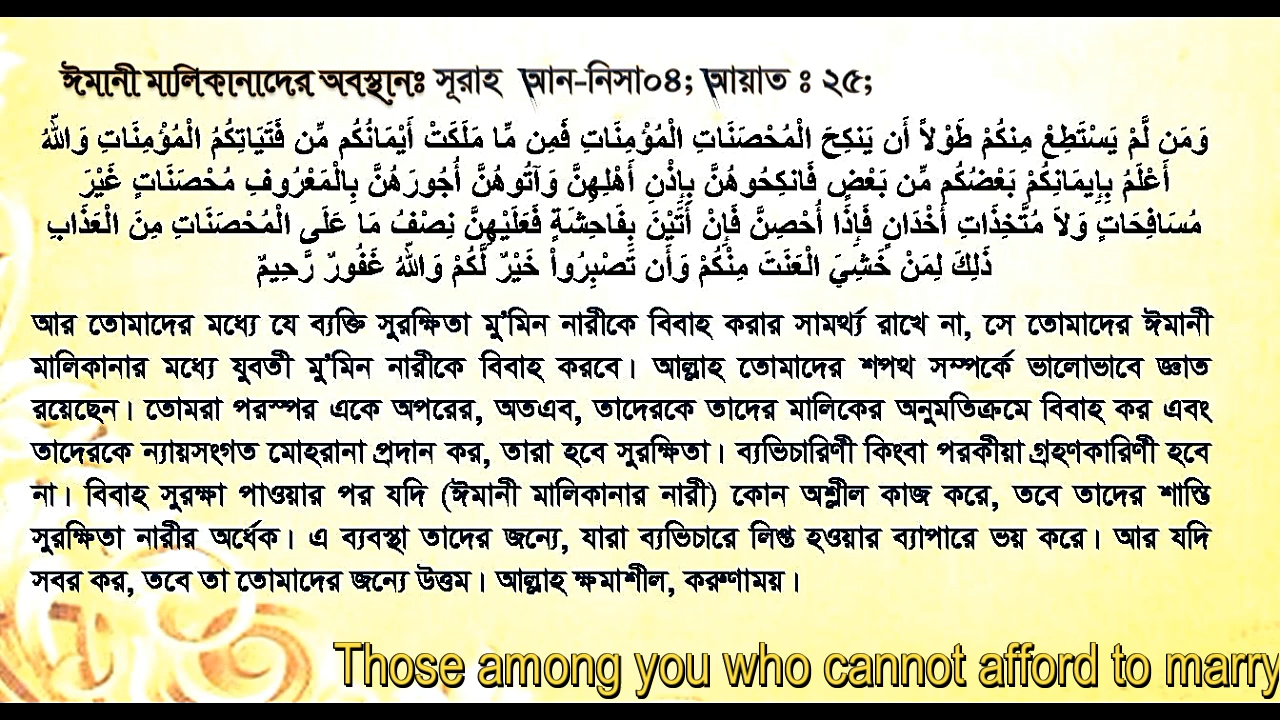 ঈমানী মালিকানাদের অবস্থানঃ সূরাহ আন-নিসা০৪; আয়াত ঃ ২৫;
وَمَن لَّمْ يَسْتَطِعْ مِنكُمْ طَوْلاً أَن يَنكِحَ الْمُحْصَنَاتِ الْمُؤْمِنَاتِ فَمِن مِّا مَلَكَتْ أَيْمَانُكُم مِّن فَتَيَاتِكُمُ الْمُؤْمِنَاتِ وَاللّهُ
أَعْلَمُ بِإِيمَانِكُمْ بَعْضُكُم مِّن بَعْضٍ فَانكِحُوهُنَّ بِإِذْنِ أَهْلِهِنَّ وَآتُوهُنَّ أُجُورَهُنَّ بِالْمَعْرُوفِ مُحْصَنَاتٍ غَيْرَ
مُسَافِحَاتٍ وَلاَ مُتَّخِذَاتِ أَخْدَانٍ فَإِذَا أُحْصِنَّ فَإِنْ أَتَيْنَ بِفَاحِشَةٍ فَعَلَيْهِنَّ نِصْفُ مَا عَلَى الْمُحْصَنَاتِ مِنَ الْعَذَابِ
ذَلِكَ لِمَنْ خَشِيَ الْعَنَتَ مِنْكُمْ وَأَن تَصْبِرُواْ خَيْرٌ لَّكُمْ وَاللّهُ غَفُورٌ رَّحِيمٌ
আর তোমাদের মধ্যে যে ব্যক্তি সুরক্ষিতা মু’মিন নারীকে বিবাহ করার সামর্থ্য রাখে না, সে তোমাদের ঈমানী
মালিকানার মধ্যে যুবতী মু’মিন নারীকে বিবাহ করবে। আল্লাহ তোমাদের শপথ সম্পর্কে ভালোভাবে জ্ঞাত
রয়েছেন। তোমরা পরস্পর একে অপরের, অতএব, তাদেরকে তাদের মালিকের অনুমতিক্রমে বিবাহ কর এবং
তাদেরকে ন্যায়সংগত মোহরানা প্রদান কর, তারা হবে সুরক্ষিতা। ব্যভিচারিণী কিংবা পরকীয়া গ্রহণকারিণী হবে
না। বিবাহ সুরক্ষা পাওয়ার পর যদি (ঈমানী মালিকানার নারী) কোন অশ্লীল কাজ করে, তবে তাদের শাস্তি
সুরক্ষিতা নারীর অর্ধেক। এ ব্যবস্থা তাদের জন্যে, যারা ব্যভিচারে লিপ্ত হওয়ার ব্যাপারে ভয় করে। আর যদি
সবর কর, তবে তা তোমাদের জন্যে উত্তম। আল্লাহ ক্ষমাশীল, করুণাময়।
Those among you who cannot afford to marry